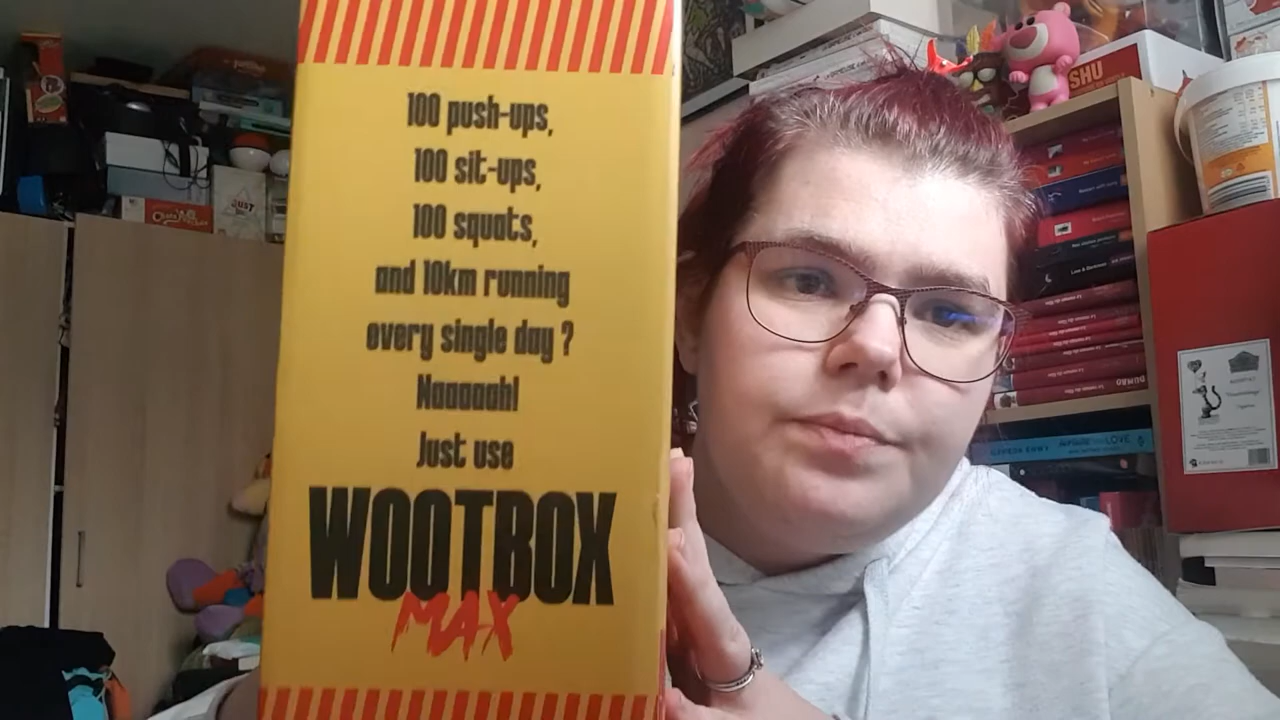 100 push-ups,
100 sit-ups,
100 squats,
and 10km running
every single day ?
Naaaaah!
Just use
WOOTBOX
MAX
SHU